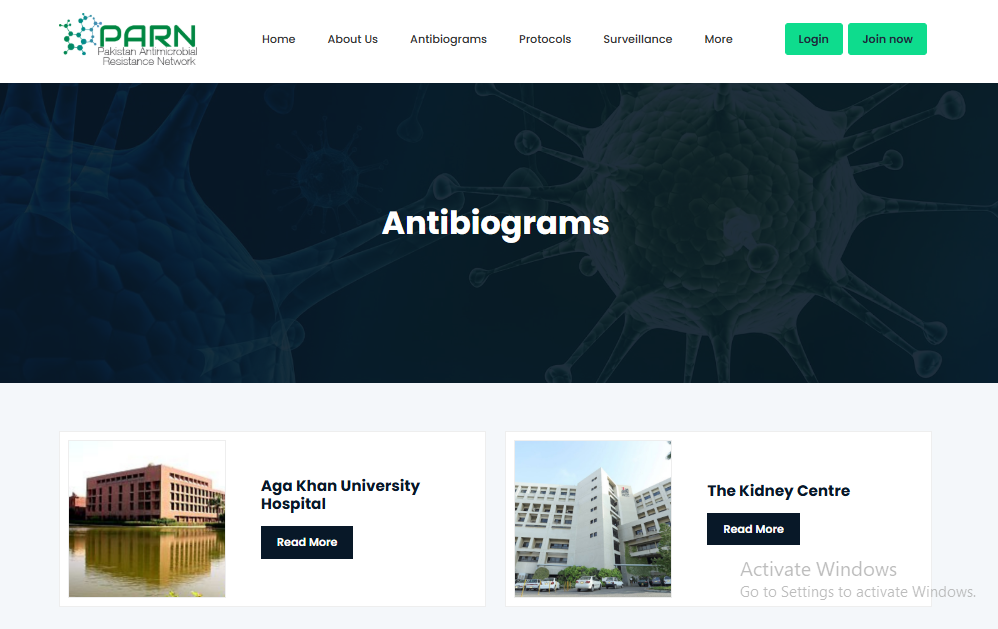 PARN
Pakistan Antimicrobial
Resistance Network
Home About Us Antibiograms Protocols Surveillance More Login Join now
Antibiograms
Aga Khan University
Hospital
Read More
The Kidney Centre
Read More
Activate Windows
Go to Settings to activate Windows.